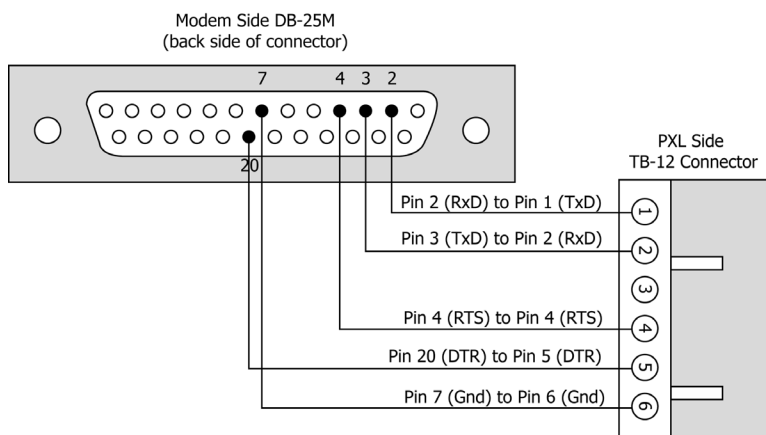 Modem Side DB-25M
(back side of connector)
7 4 3 2
20
PXL Side
TB-12 Connector
Pin 2 (RxD) to Pin 1 (TxD)
1
Pin 3 (TxD) to Pin 2 (RxD)
2
3
Pin 4 (RTS) to Pin 4 (RTS)
4
Pin 20 (DTR) to Pin 5 (DTR)
5
Pin 7 (Gnd) to Pin 6 (Gnd)
6